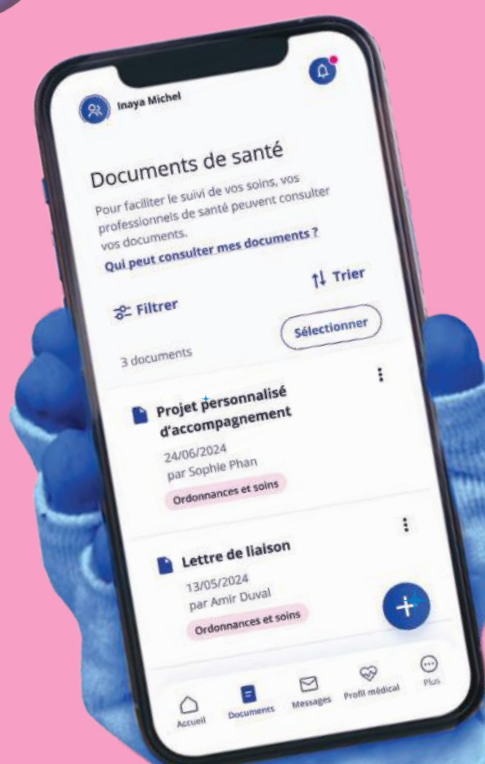 Inaya Michel
Documents de santé
Pour faciliter le suivi de vos soins, vos
professionnels de santé peuvent consulter
vos documents.
Qui peut consulter mes documents ?
Filtrer
Trier
3 documents
Sélectionner
Projet personnalisé
d'accompagnement
24/06/2024
par Sophie Phan
Ordonnances et soins
Lettre de liaison
13/05/2024
par Amir Duval
Ordonnances et soins
Accueil
Documents
Messages
Profil médical
Plus